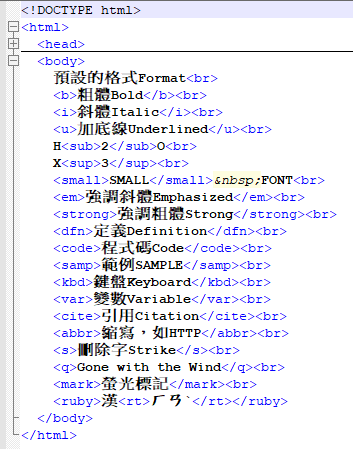 <!DOCTYPE html>
<html>
<head>
<body>
預設的格式Format<br>
<b>粗體Bold</b><br>
<i>斜體Italic</i><br>
<u>加底線Underlined</u><br>
H<sub>2</sub>O<br>
X<sup>3</sup><br>
<small>SMALL</small>&nbsp;FONT<br>
<em>強調斜體Emphasized</em><br>
<strong>強調粗體Strong</strong><br>
<dfn>定義Definition</dfn><br>
<code>程式碼Code</code><br>
<samp>範例SAMPLE</samp><br>
<kbd>鍵盤Keyboard</kbd><br>
<var>變數Variable</var><br>
<cite>引用Citation</cite><br>
<abbr>縮寫，如HTTP</abbr><br>
<s>刪除字Strike</s><br>
<q>Gone with the Wind</q><br>
<mark>螢光標記</mark><br>
<ruby>漢<rt>ㄏㄢˋ</rt></ruby>
</body>
</html>